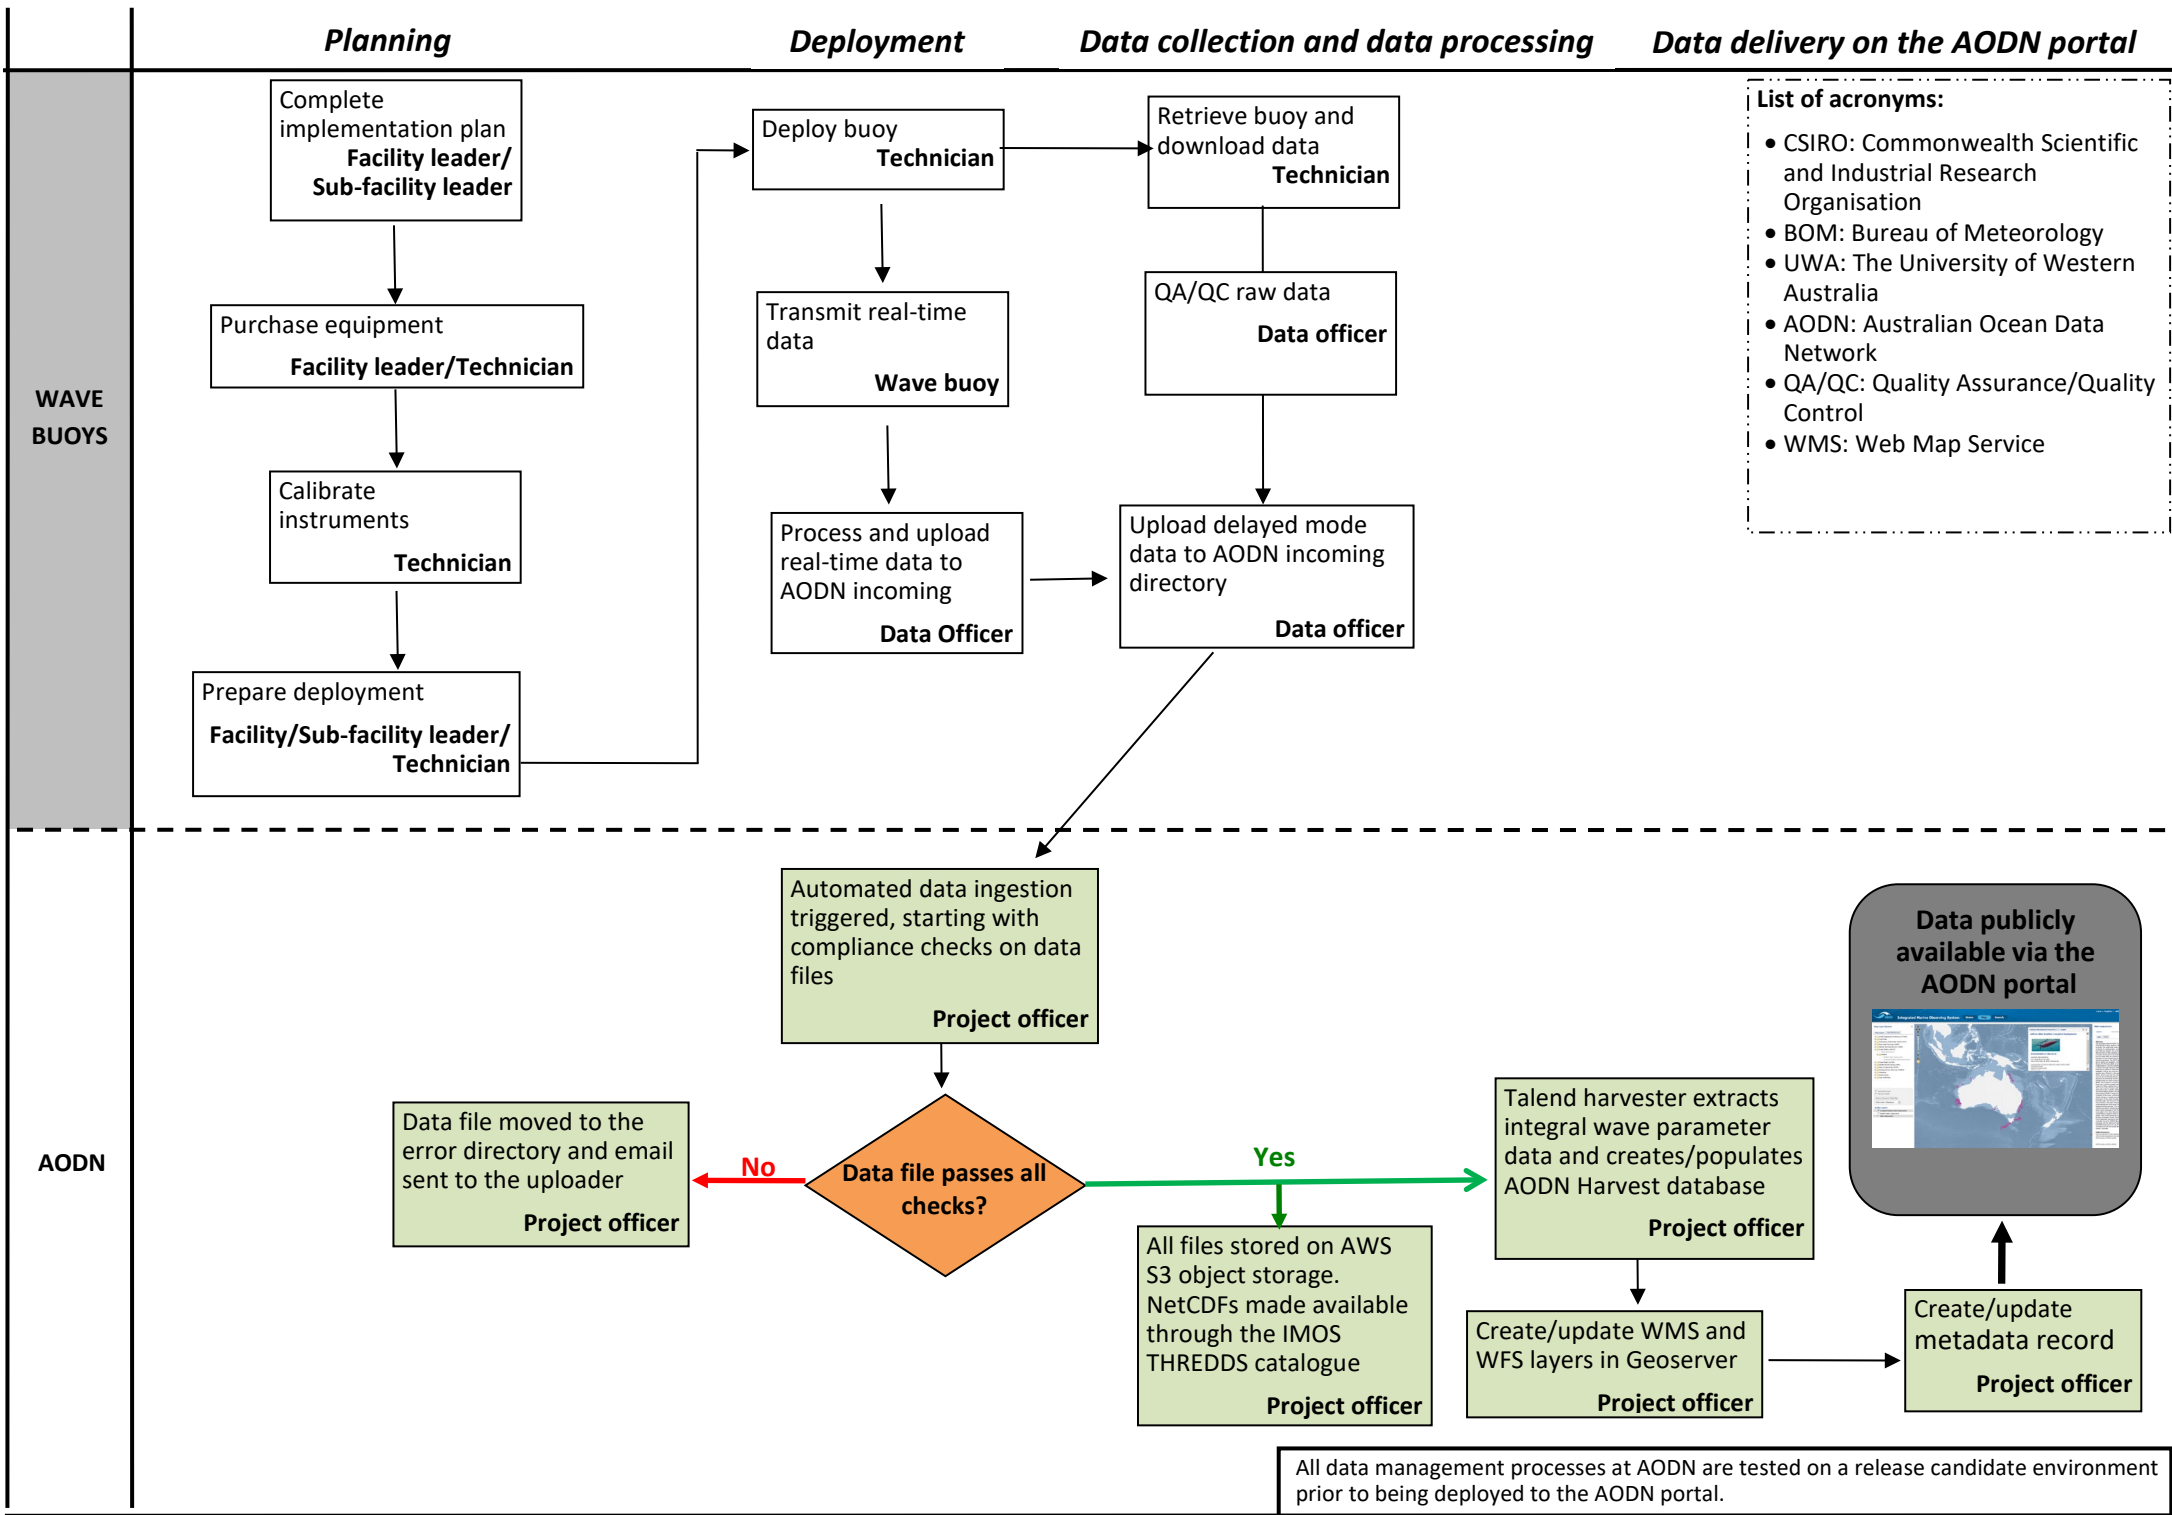 Planning
Deployment
Data collection and data processing
Data delivery on the AODN portal
WAVE
BUOYS
Complete
implementation plan
Facility leader/
Sub-facility leader
Purchase equipment
Facility leader/Technician
Calibrate
instruments
Technician
Prepare deployment
Facility/Sub-facility leader/
Technician
Deploy buoy
Technician
Transmit real-time
data
Wave buoy
Process and upload
real-time data to
AODN incoming
Data Officer
Retrieve buoy and
download data
Technician
QA/QC raw data
Data officer
Upload delayed mode
data to AODN incoming
directory
Data officer
List of acronyms:
• CSIRO: Commonwealth Scientific
and Industrial Research
Organisation
• BOM: Bureau of Meteorology
• UWA: The University of Western
Australia
• AODN: Australian Ocean Data
Network
• QA/QC: Quality Assurance/Quality
Control
• WMS: Web Map Service
AODN
Automated data ingestion
triggered, starting with
compliance checks on data
files
Project officer
Data file passes all
checks?
No
Data file moved to the
error directory and email
sent to the uploader
Project officer
Yes
All files stored on AWS
S3 object storage.
NetCDFs made available
through the IMOS
THREDDS catalogue
Project officer
Talend harvester extracts
integral wave parameter
data and creates/populates
AODN Harvest database
Project officer
Create/update WMS and
WFS layers in Geoserver
Project officer
Create/update
metadata record
Project officer
Data publicly
available via the
AODN portal
Integrated Marine Observing System
All data management processes at AODN are tested on a release candidate environment
prior to being deployed to the AODN portal.